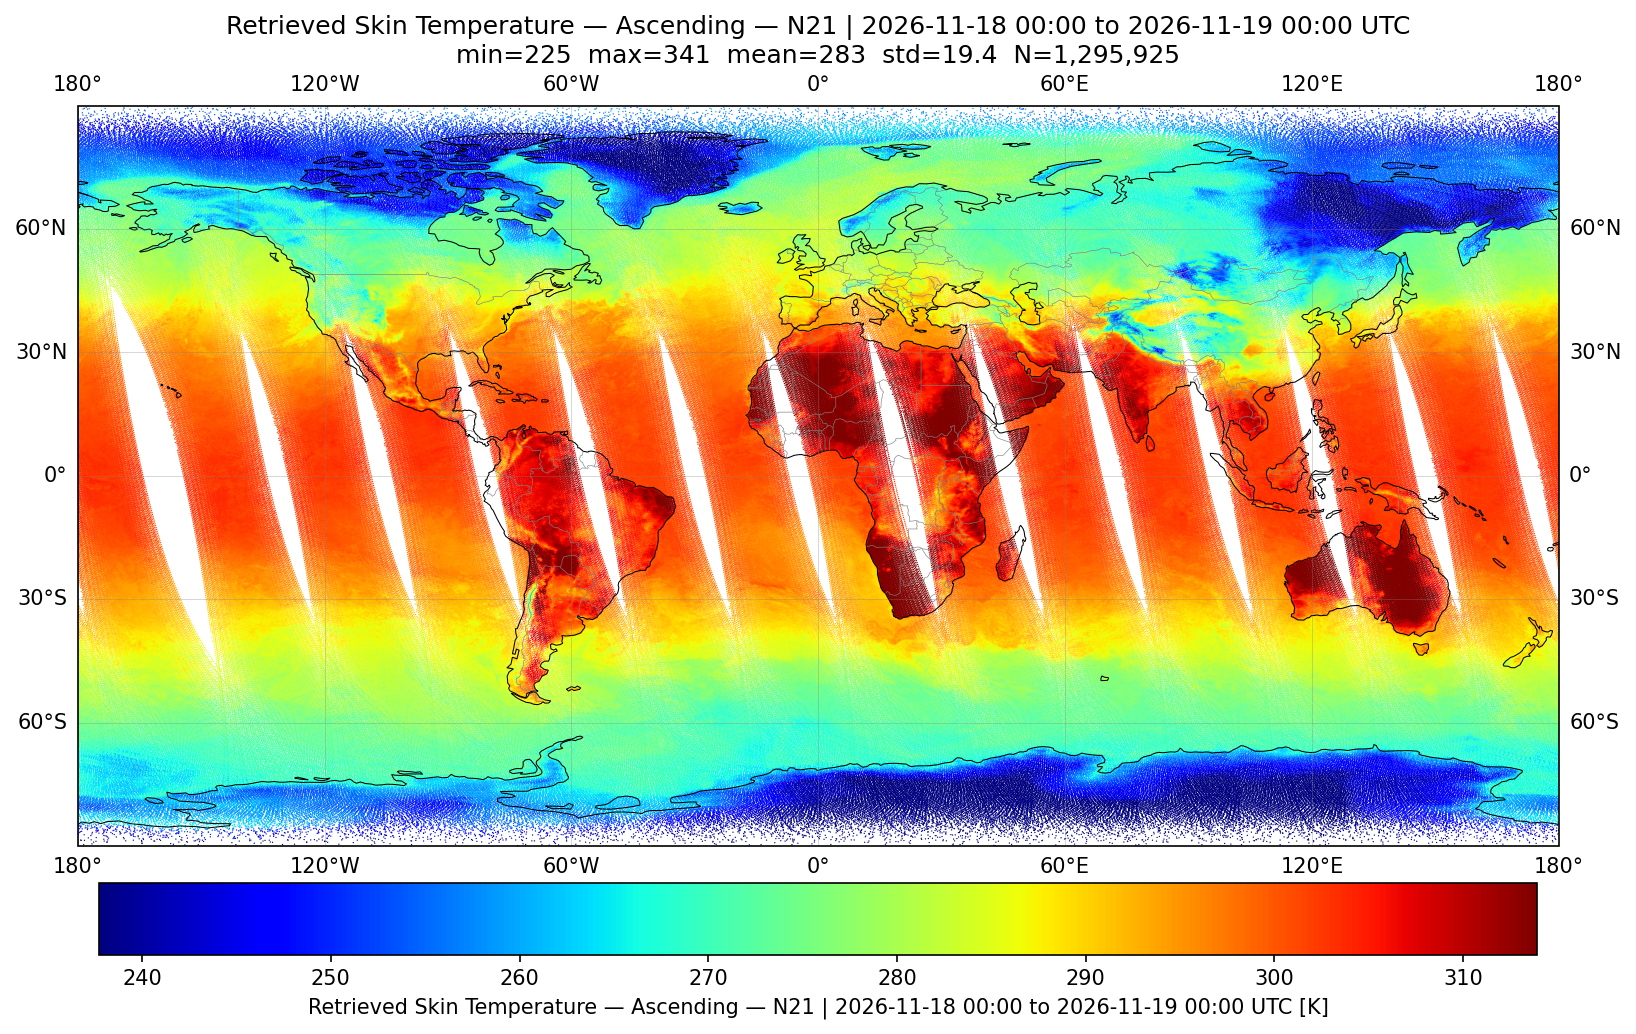 Retrieved Skin Temperature — Ascending — N21 | 2026-11-18 00:00 to 2026-11-19 00:00 UTC
min=225  max=341  mean=283  std=19.4  N=1,295,925
180° 120°W 60°W 0° 60°E 120°E 180°
60°N 60°N
30°N 30°N
0° 0°
30°S 30°S
60°S 60°S
180° 120°W 60°W 0° 60°E 120°E 180°
240 250 260 270 280 290 300 310
Retrieved Skin Temperature — Ascending — N21 | 2026-11-18 00:00 to 2026-11-19 00:00 UTC [K]